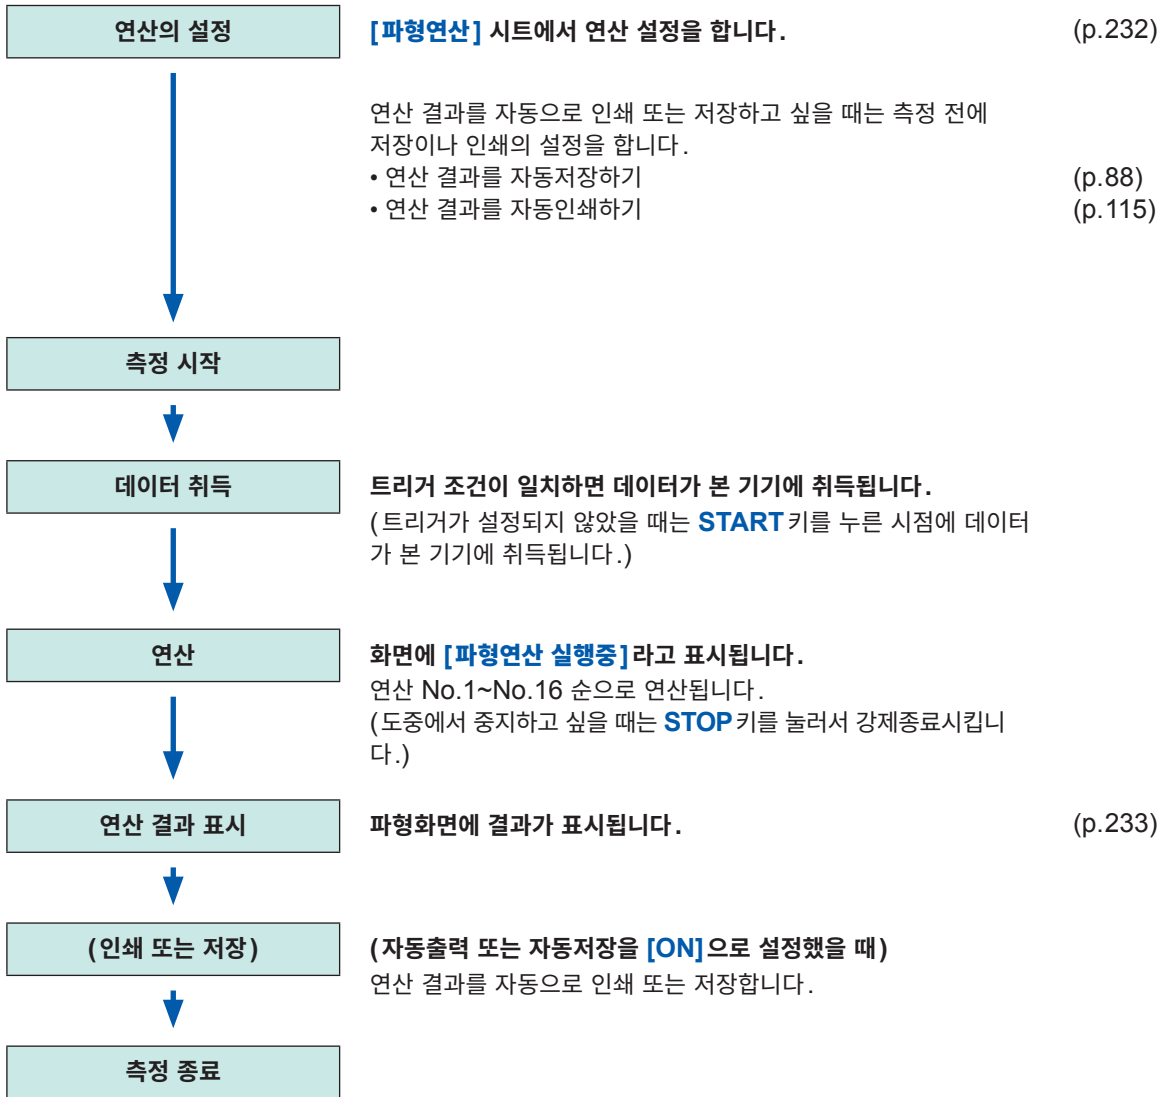 연산의 설정
[파형연산] 시트에서 연산 설정을 합니다. (p.232)
연산 결과를 자동으로 인쇄 또는 저장하고 싶을 때는 측정 전에
저장이나 인쇄의 설정을 합니다.
• 연산 결과를 자동저장하기 (p.88)
• 연산 결과를 자동인쇄하기 (p.115)
측정 시작
데이터 취득
트리거 조건이 일치하면 데이터가 본 기기에 취득됩니다.
(트리거가 설정되지 않았을 때는 START키를 누른 시점에 데이터
가 본 기기에 취득됩니다.)
연산
화면에 [파형연산 실행중]라고 표시됩니다.
연산 No.1~No.16 순으로 연산됩니다.
(도중에서 중지하고 싶을 때는 STOP키를 눌러서 강제종료시킵니
다.)
연산 결과 표시
파형화면에 결과가 표시됩니다. (p.233)
(인쇄 또는 저장)
(자동출력 또는 자동저장을 [ON]으로 설정했을 때)
연산 결과를 자동으로 인쇄 또는 저장합니다.
측정 종료